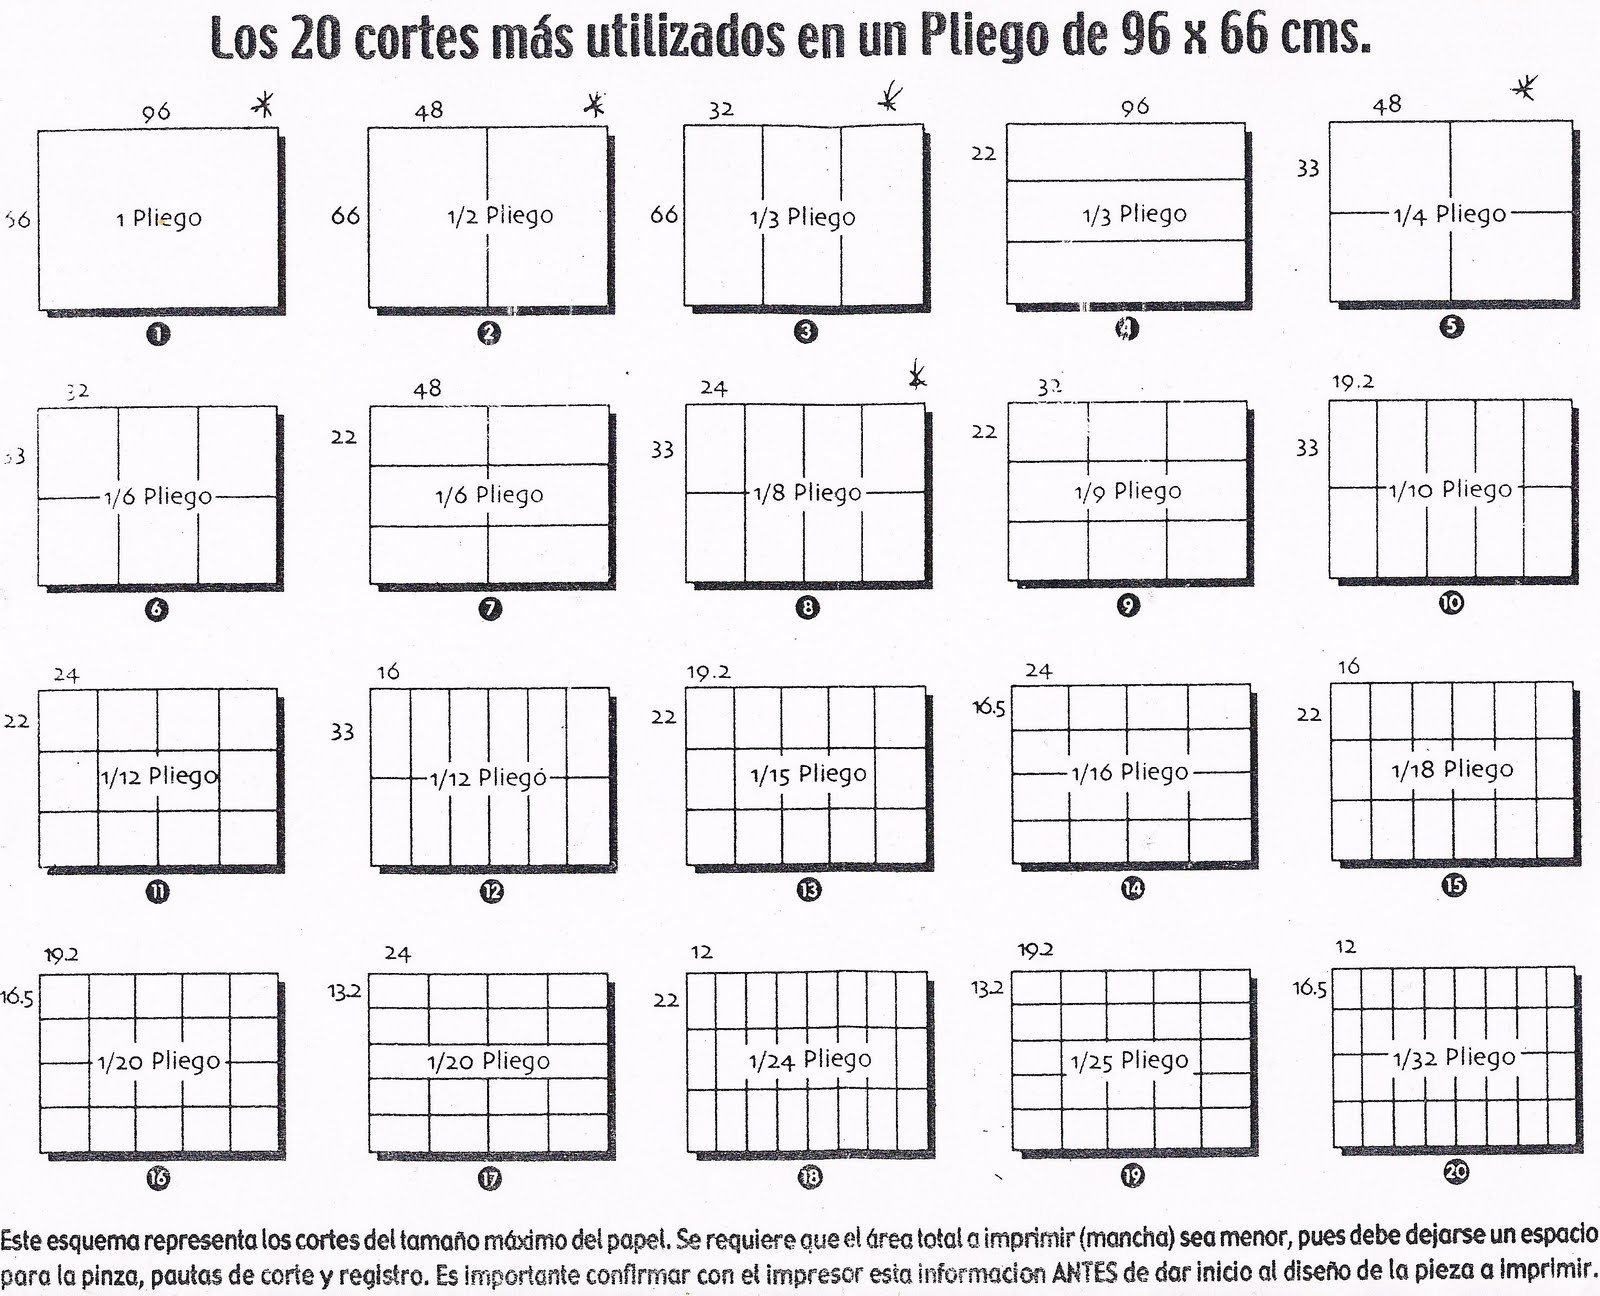 Los 20 cortes más utilizados en un Pliego de 96 x 66 cms.
96 * 48 * 32 * 96 48 *
66 1 Pliego 66 1/2 Pliego 66 1/3 Pliego 22 1/3 Pliego 33 1/4 Pliego
1 2 3 4 5
32 48 24 * 32 19.2
33 1/6 Pliego 22 1/6 Pliego 33 1/8 Pliego 22 1/9 Pliego 33 1/10 Pliego
6 7 8 9 10
24 16 19.2 24 16
22 1/12 Pliego 33 1/12 Pliego 22 1/15 Pliego 16.5 1/16 Pliego 22 1/18 Pliego
11 12 13 14 15
19.2 24 12 19.2 12
16.5 1/20 Pliego 13.2 1/20 Pliego 22 1/24 Pliego 13.2 1/25 Pliego 16.5 1/32 Pliego
16 17 18 19 20
Este esquema representa los cortes del tamaño máximo del papel. Se requiere que el área total a imprimir (mancha) sea menor, pues debe dejarse un espacio
para la pinza, pautas de corte y registro. Es importante confirmar con el impresor esta informacion ANTES de dar inicio al diseño de la pieza a imprimir.